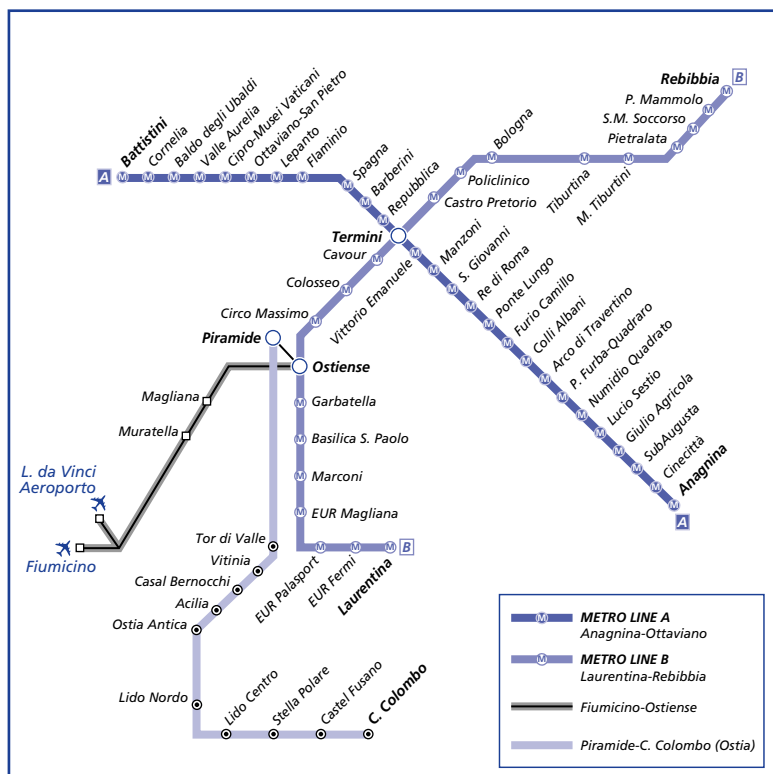 Battistini
Cornelia
Baldo degli Ubaldi
Valle Aurelia
Cipro-Musei Vaticani
Ottaviano-San Pietro
Lepanto
Flaminio
A
Spagna
Barberini
Repubblica
Termini
Rebibbia
B
P. Mammolo
S.M. Soccorso
Pietralata
Bologna
Policlinico
Castro Pretorio
Tiburtina
M. Tiburtini
Cavour
Colosseo
Circo Massimo
Piramide
Ostiense
Vittorio Emanuele
Manzoni
S. Giovanni
Re di Roma
Ponte Lungo
Furio Camillo
Colli Albani
Arco di Travertino
P. Furba-Quadraro
Numidio Quadrato
Lucio Sestio
Giulio Agricola
SubAugusta
Cinecittà
Anagnina
A
Garbatella
Basilica S. Paolo
Marconi
EUR Magliana
EUR Palasport
EUR Fermi
Laurentina
B
Magliana
Muratella
L. da Vinci
Aeroporto
Fiumicino
Tor di Valle
Vitinia
Casal Bernocchi
Acilia
Ostia Antica
Lido Nordo
Lido Centro
Stella Polare
Castel Fusano
C. Colombo
M METRO LINE A
Anagnina-Ottaviano
M METRO LINE B
Laurentina-Rebibbia
Fiumicino-Ostiense
Piramide-C. Colombo (Ostia)